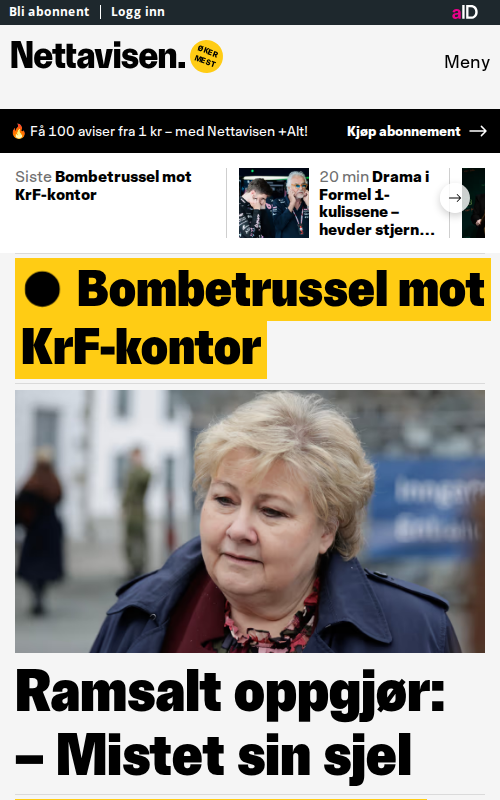 Bli abonnent | Logg inn
aID
Nettavisen.
ØKER
MEST
Meny
🔥 Få 100 aviser fra 1 kr – med Nettavisen +Alt!
Kjøp abonnement →
Siste Bombetrussel mot
KrF-kontor
20 min Drama i
Formel 1-
kulissene –
hevder stjern...
Bombetrussel mot
KrF-kontor
Ramsalt oppgjør:
– Mistet sin sjel